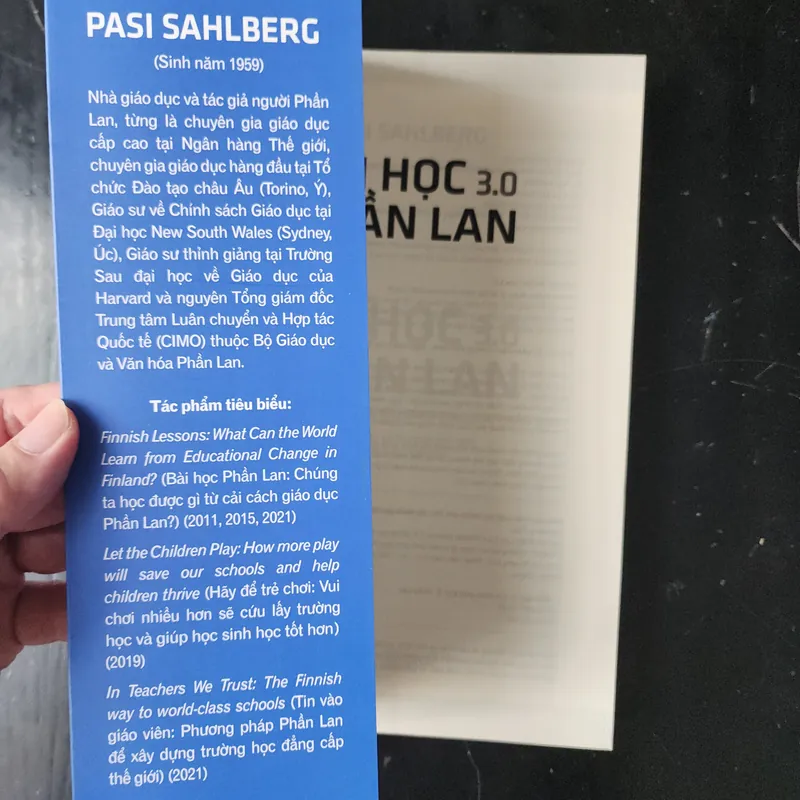 PASI SAHLBERG
(Sinh năm 1959)
Nhà giáo dục và tác giả người Phần
Lan, từng là chuyên gia giáo dục
cấp cao tại Ngân hàng Thế giới,
chuyên gia giáo dục hàng đầu tại Tổ
chức Đào tạo châu Âu (Torino, Ý),
Giáo sư về Chính sách Giáo dục tại
Đại học New South Wales (Sydney,
Úc), Giáo sư thỉnh giảng tại Trường
Sau đại học về Giáo dục của
Harvard và nguyên Tổng giám đốc
Trung tâm Luân chuyển và Hợp tác
Quốc tế (CIMO) thuộc Bộ Giáo dục
và Văn hóa Phần Lan.
Tác phẩm tiêu biểu:
Finnish Lessons: What Can the World
Learn from Educational Change in
Finland? (Bài học Phần Lan: Chúng
ta học được gì từ cải cách giáo dục
Phần Lan?) (2011, 2015, 2021)
Let the Children Play: How more play
will save our schools and help
children thrive (Hãy để trẻ chơi: Vui
chơi nhiều hơn sẽ cứu lấy trường
học và giúp học sinh học tốt hơn)
(2019)
In Teachers We Trust: The Finnish
way to world-class schools (Tin vào
giáo viên: Phương pháp Phần Lan
để xây dựng trường học đẳng cấp
thế giới) (2021)
HỌC 3.0
ẦN LAN